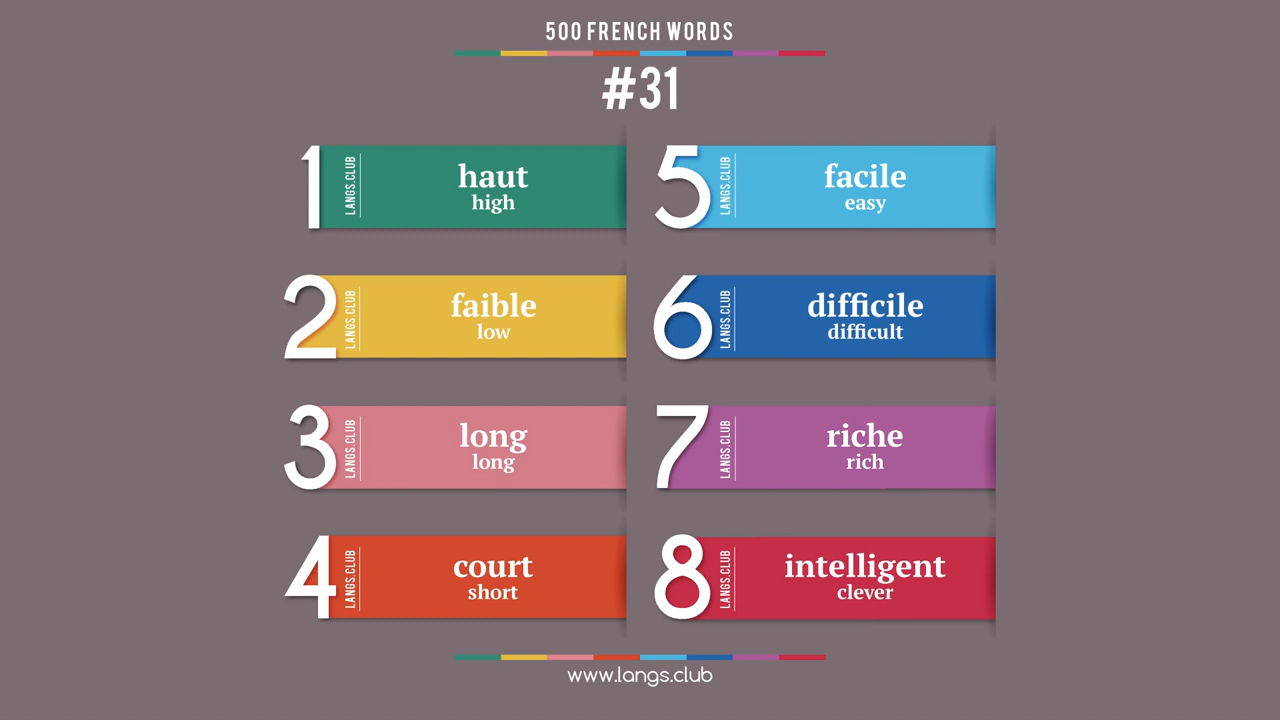 500 FRENCH WORDS
#31
1
LANGS.CLUB
haut
high
2
LANGS.CLUB
faible
low
3
LANGS.CLUB
long
long
4
LANGS.CLUB
court
short
5
LANGS.CLUB
facile
easy
6
LANGS.CLUB
difficile
difficult
7
LANGS.CLUB
riche
rich
8
LANGS.CLUB
intelligent
clever
www.langs.club